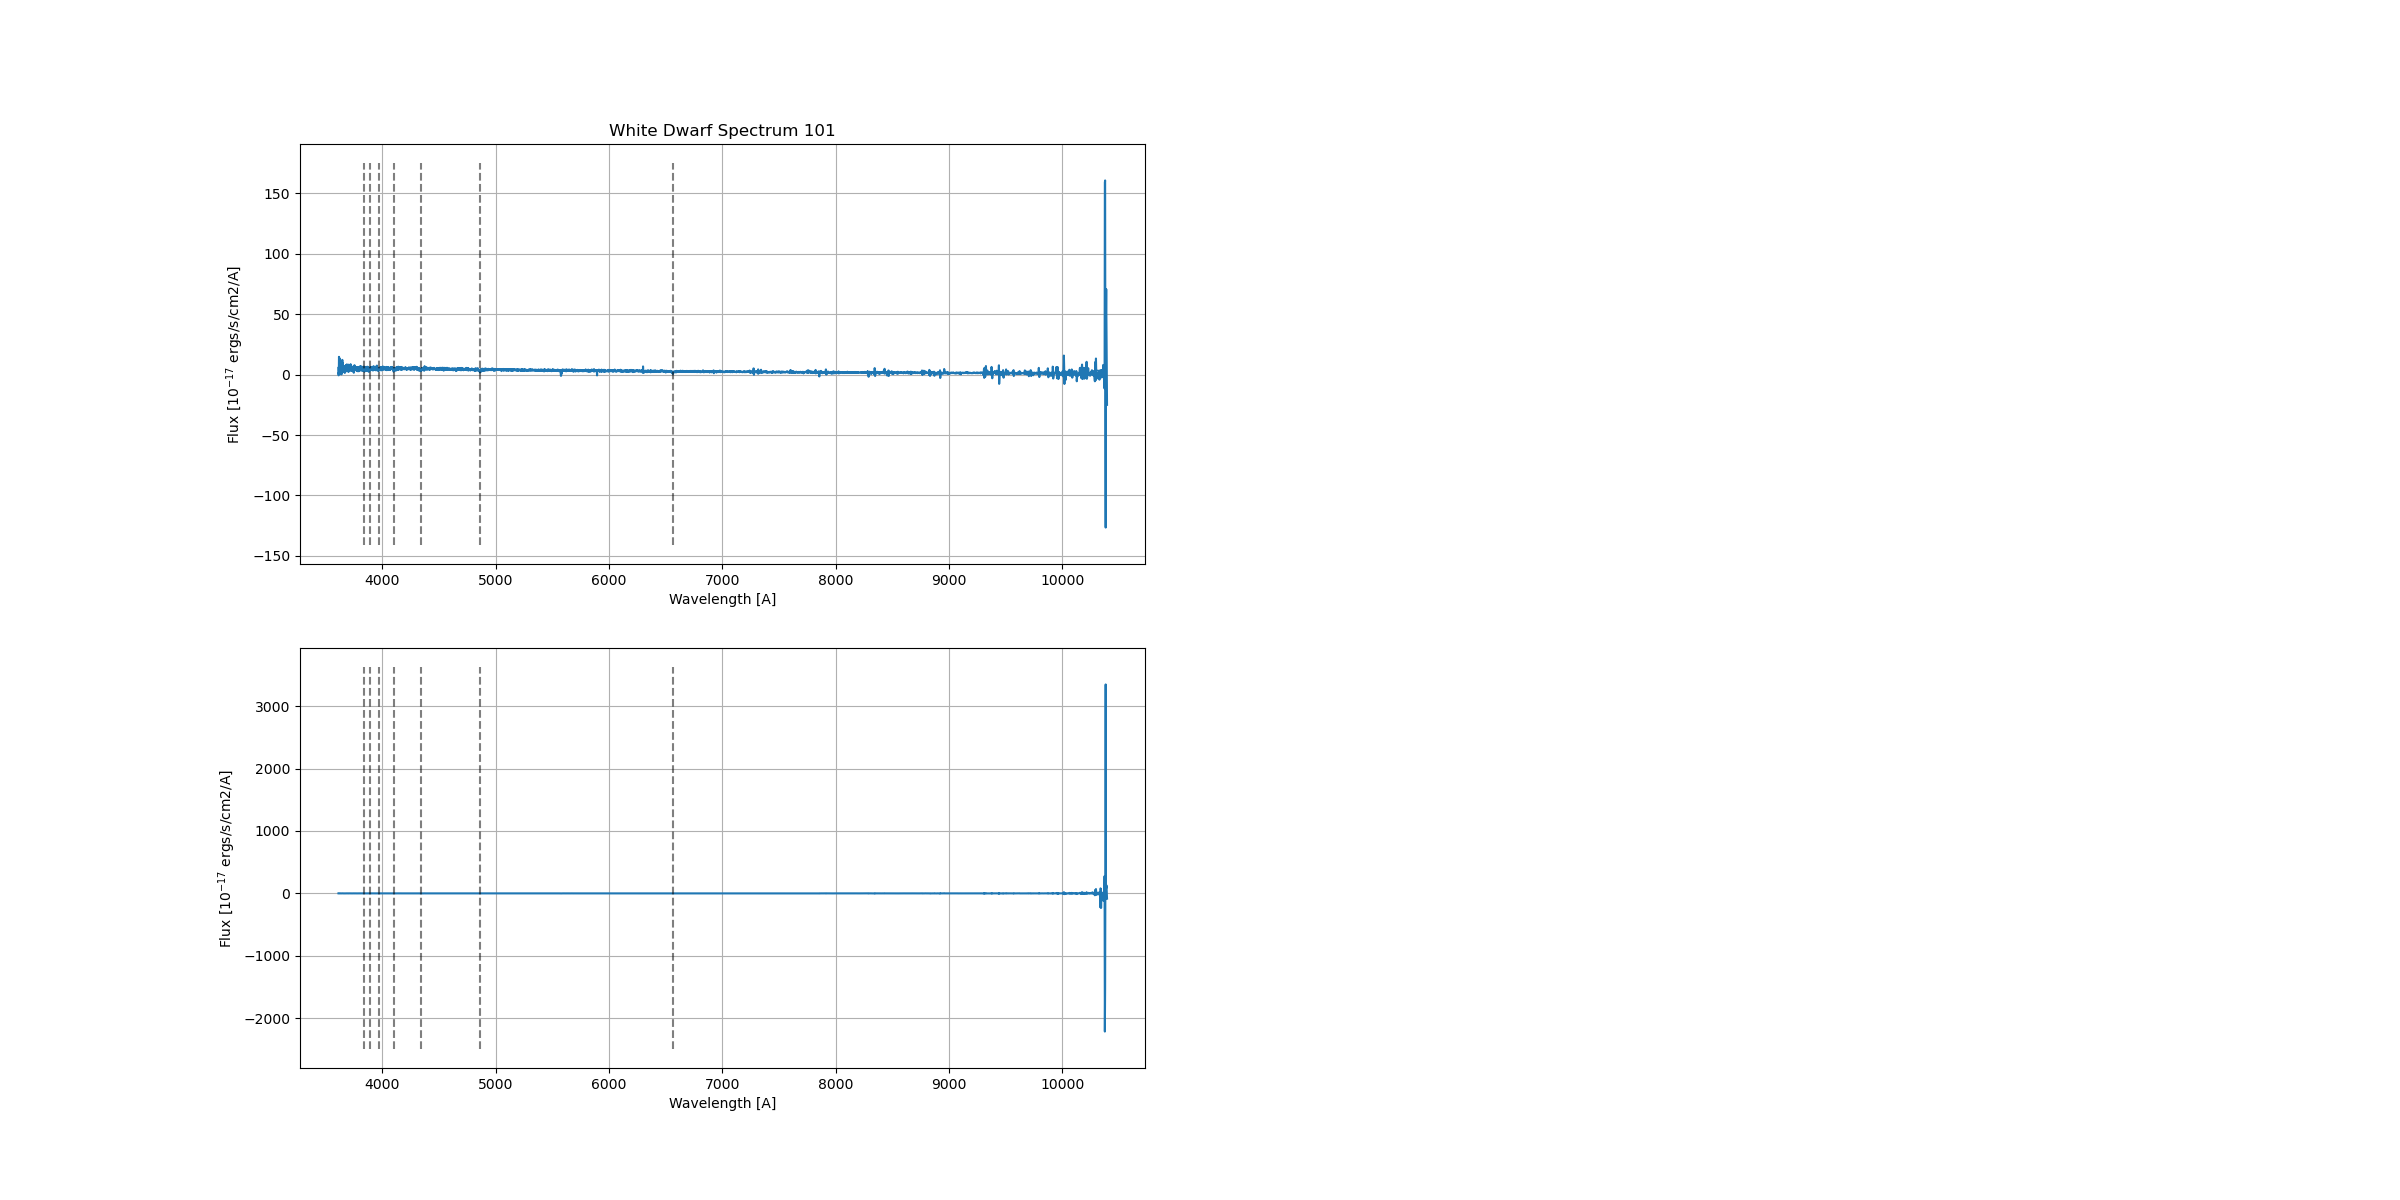 White Dwarf Spectrum 101
150
100
50
0
−50
−100
−150
Flux [10⁻¹⁷ ergs/s/cm2/A]
4000 5000 6000 7000 8000 9000 10000
Wavelength [A]
3000
2000
1000
0
−1000
−2000
Flux [10⁻¹⁷ ergs/s/cm2/A]
4000 5000 6000 7000 8000 9000 10000
Wavelength [A]